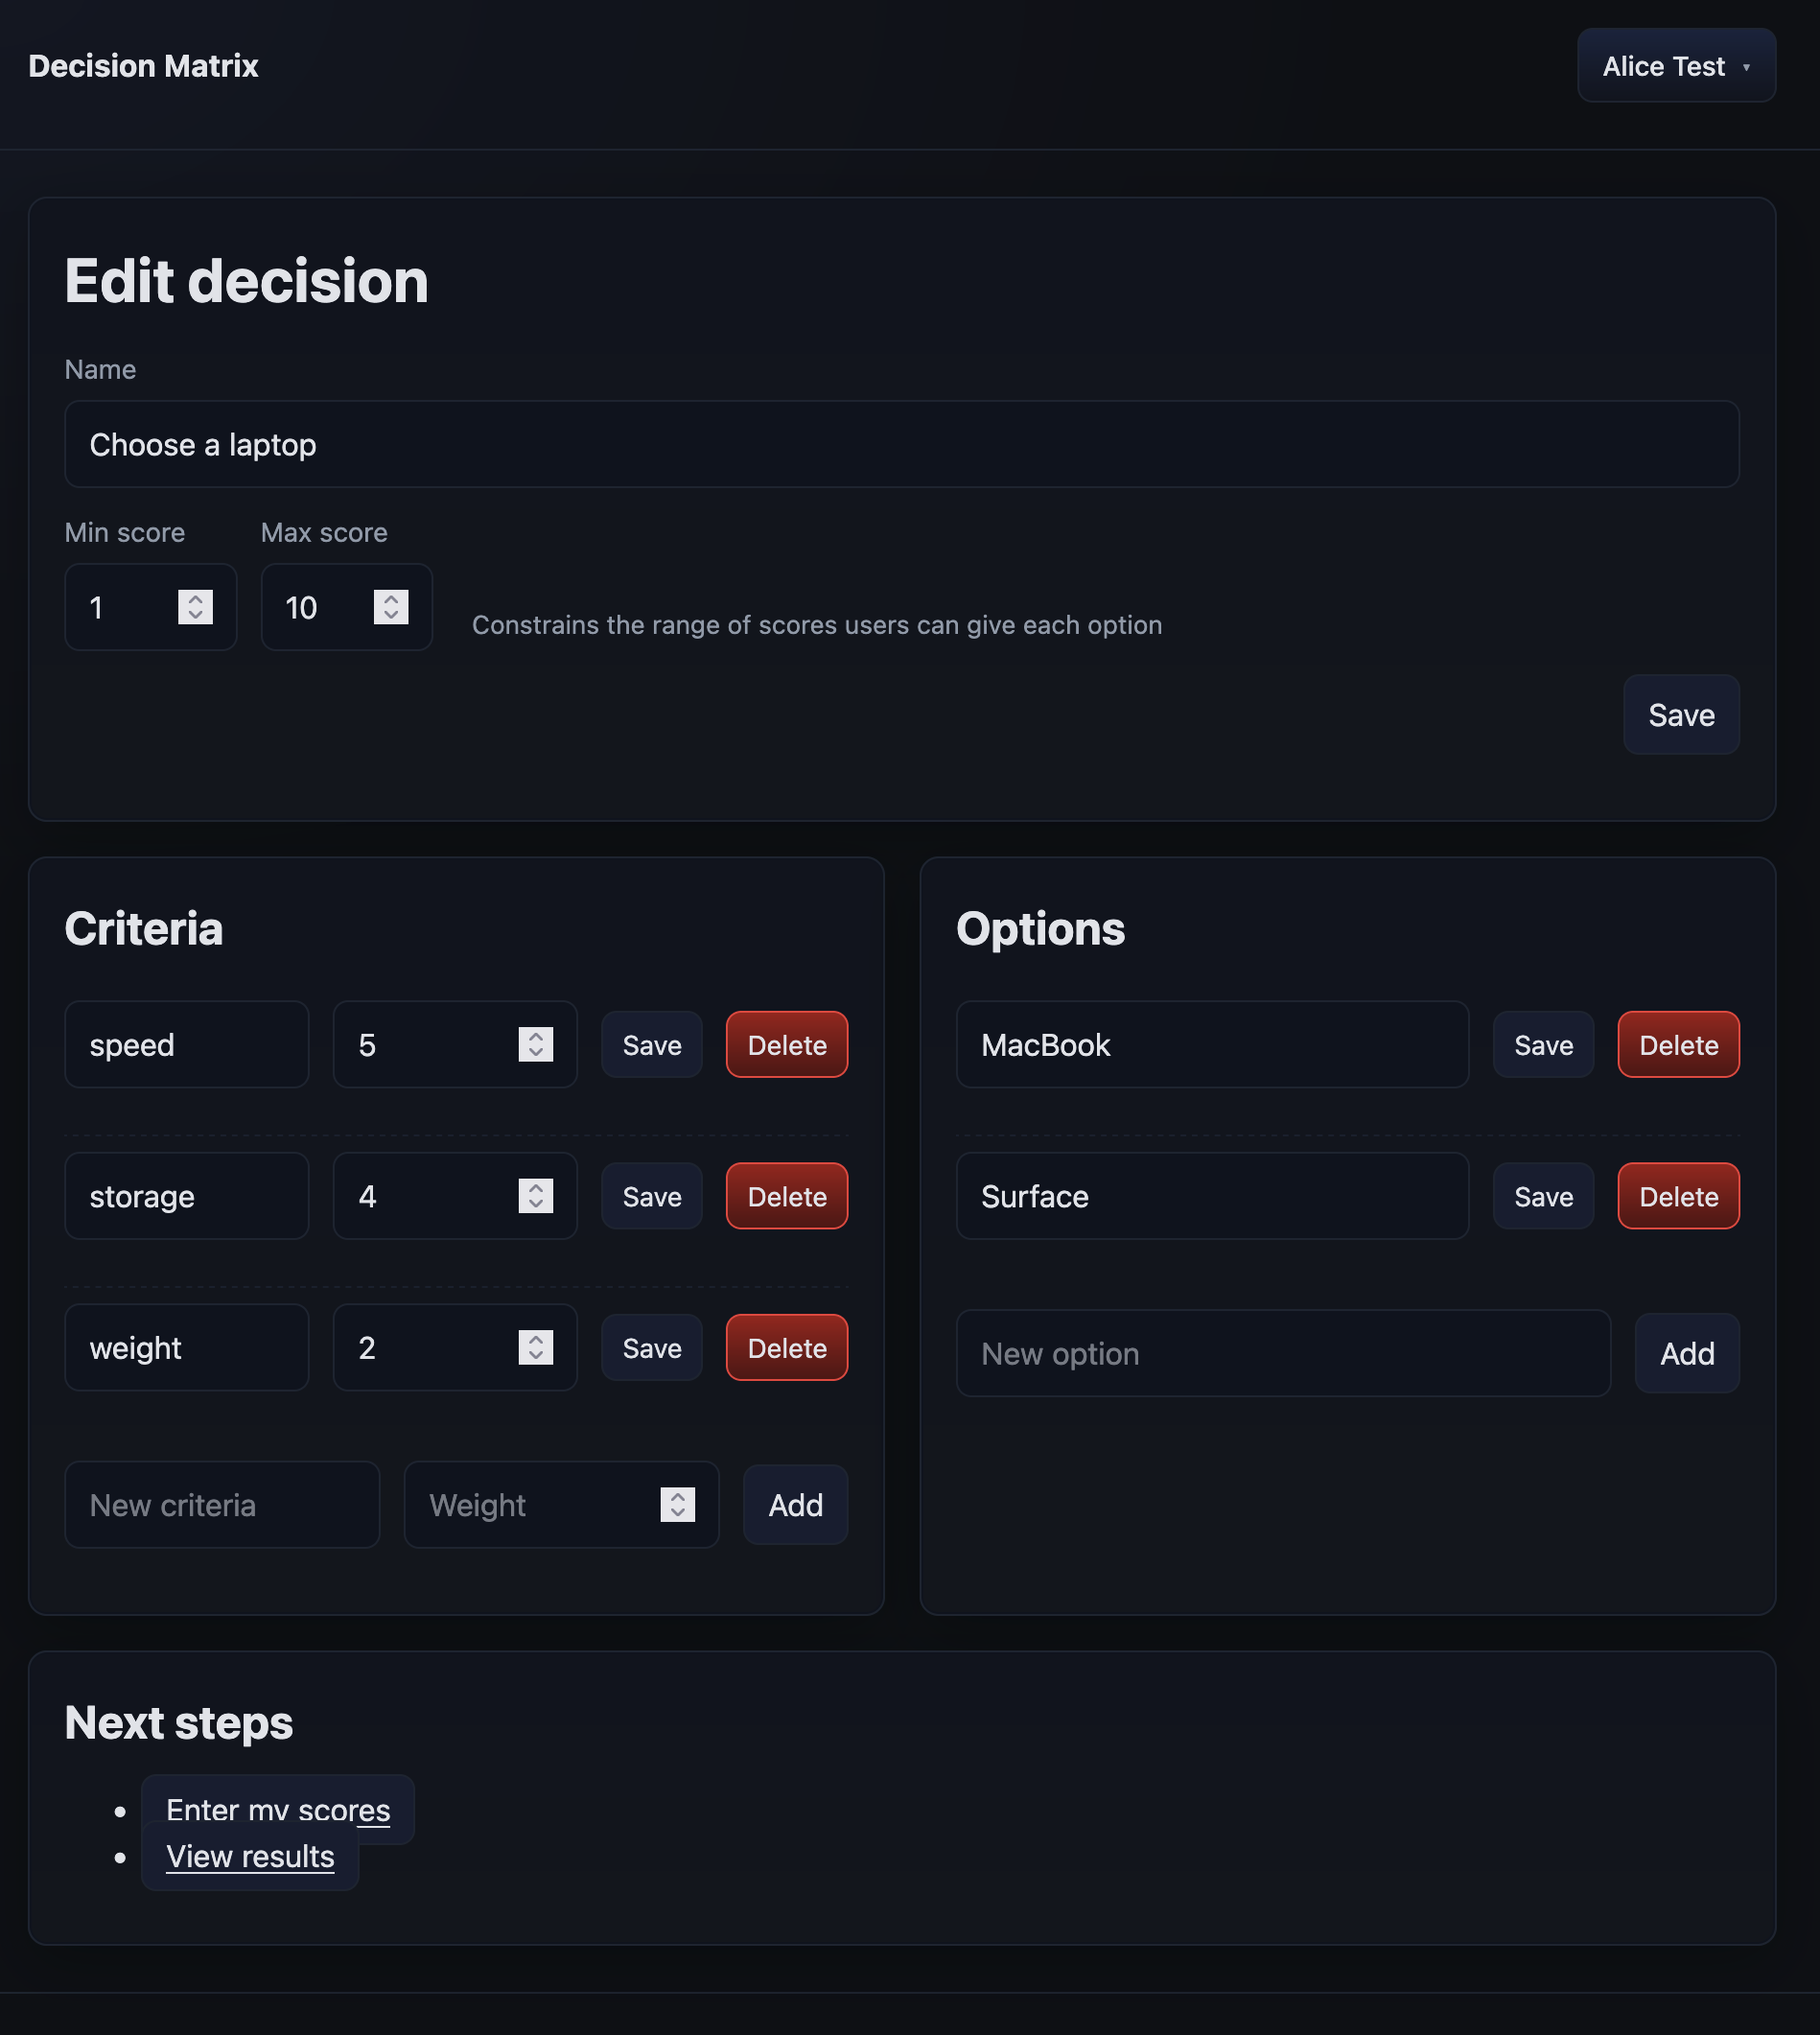 Decision Matrix
Alice Test
Edit decision
Name
Choose a laptop
Min score Max score
1 10 Constrains the range of scores users can give each option
Save
Criteria
speed 5 Save Delete
storage 4 Save Delete
weight 2 Save Delete
New criteria Weight Add
Options
MacBook Save Delete
Surface Save Delete
New option Add
Next steps
Enter my scores
View results